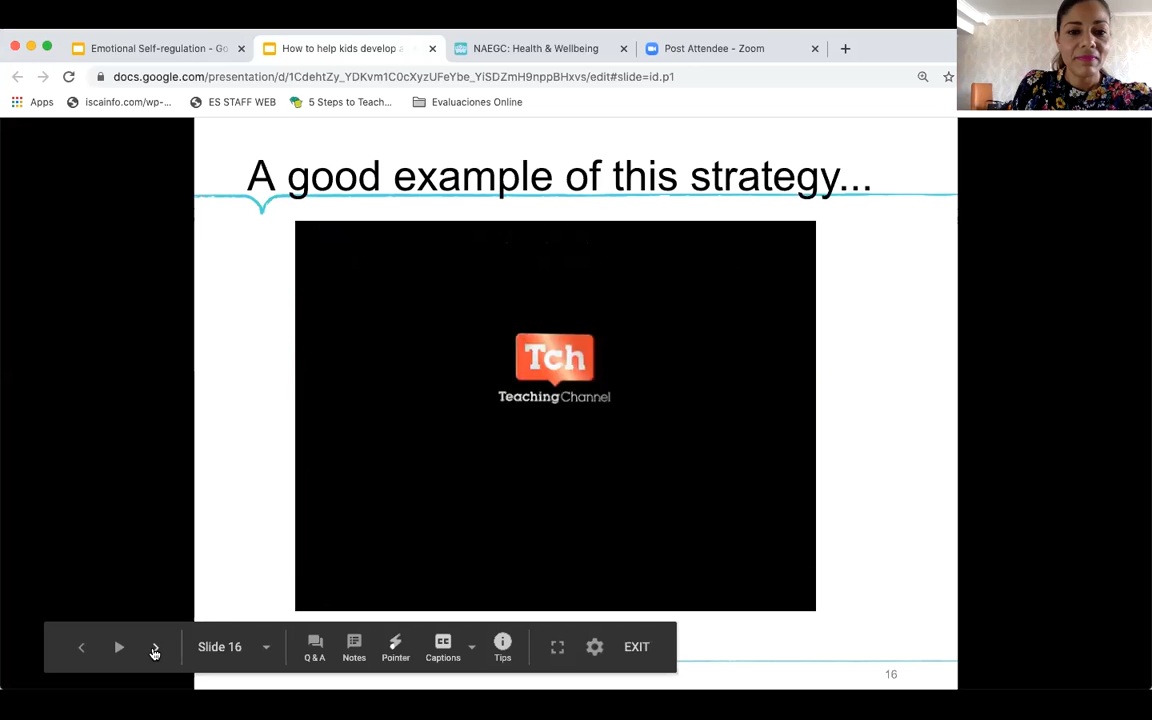 Emotional Self-regulation - Go
How to help kids develop a
NAEGC: Health & Wellbeing
Post Attendee - Zoom
docs.google.com/presentation/d/1CdehtZy_YDKvm1C0cXyzUFeYbe_YiSDZmH9nppBHxvs/edit#slide=id.p1
Apps
iscainfo.com/wp-...
ES STAFF WEB
5 Steps to Teach...
Evaluaciones Online
A good example of this strategy...
Tch
TeachingChannel
Slide 16
Q & A
Notes
Pointer
CC
Captions
Tips
EXIT
16